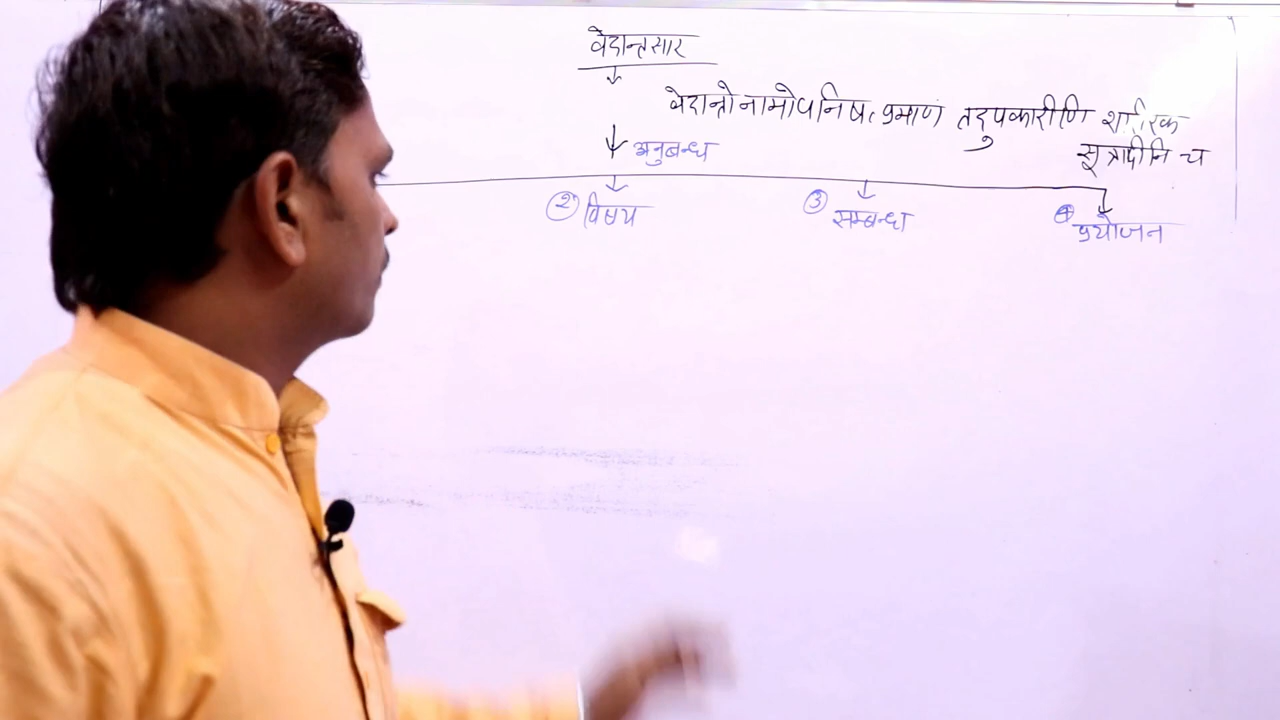 वेदान्तसार
वेदान्तोनामोपनिषत्प्रमाणं तदुपकारीणि शारीरक
सूत्रादीनि च
अनुबन्ध
② विषय ③ सम्बन्ध ④ प्रयोजन